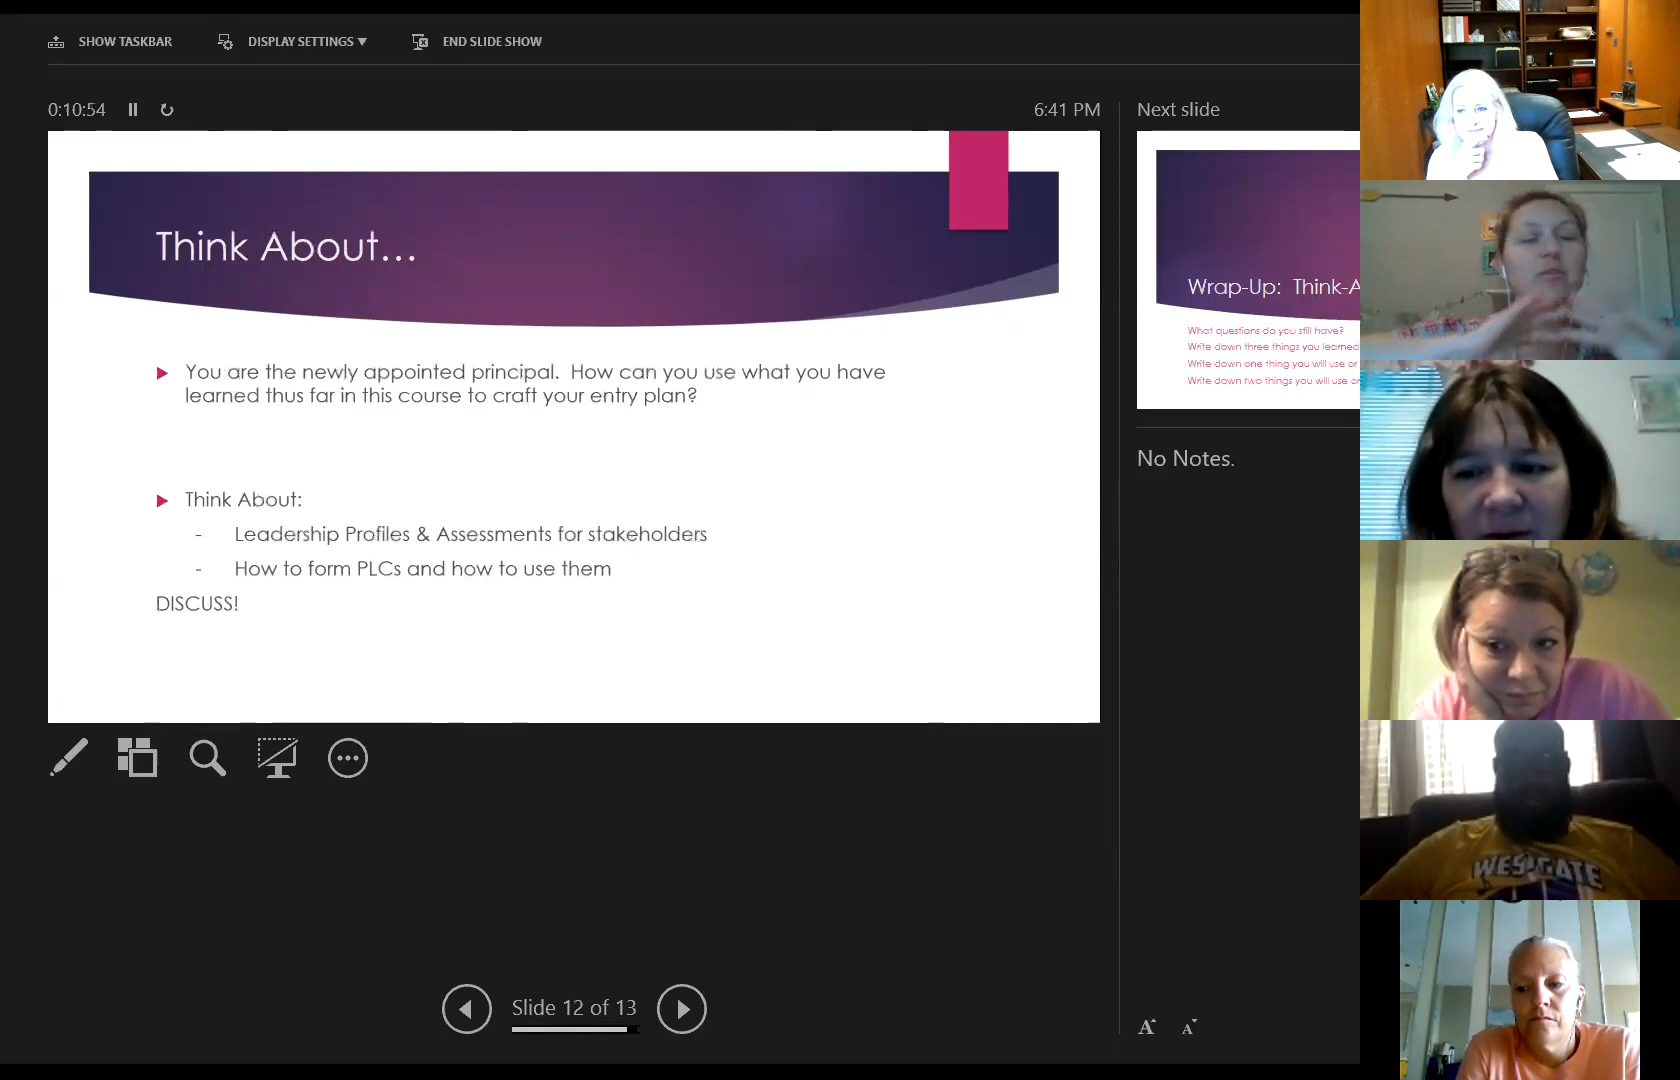 SHOW TASKBAR
DISPLAY SETTINGS ▼
END SLIDE SHOW
0:10:54
6:41 PM
Next slide
Think About...
You are the newly appointed principal.  How can you use what you have
learned thus far in this course to craft your entry plan?
Think About:
- Leadership Profiles & Assessments for stakeholders
- How to form PLCs and how to use them
DISCUSS!
Wrap-Up:  Think-A
What questions do you still have?
Write down three things you learned
Write down one thing you will use or
Write down two things you will use or
No Notes.
Slide 12 of 13
A A
WESTGATE